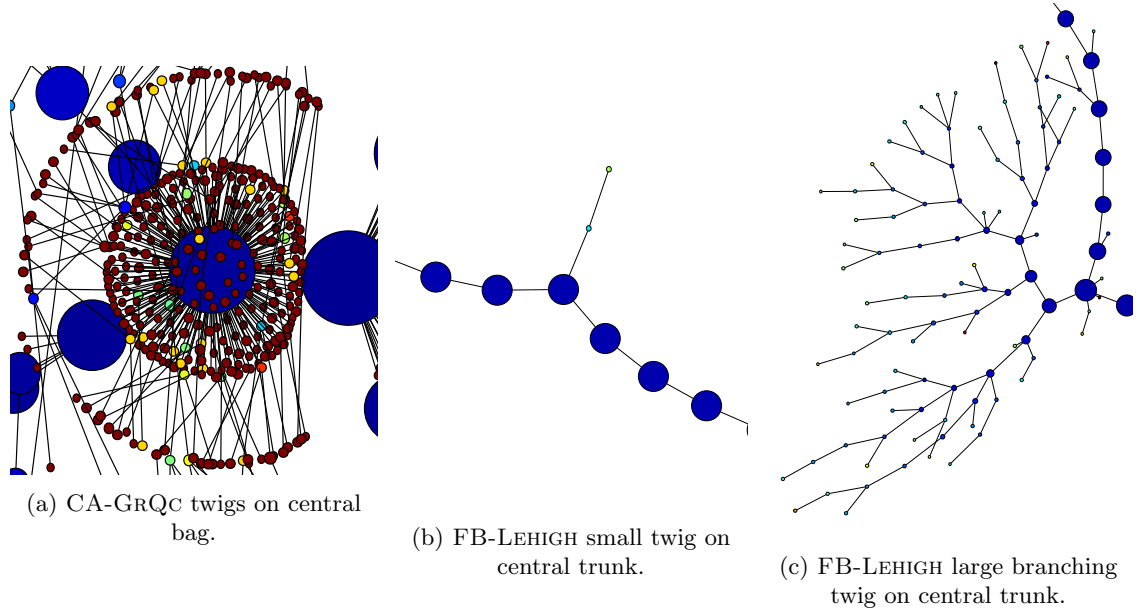 (a) CA-GRQC twigs on central
bag.
(b) FB-LEHIGH small twig on
central trunk.
(c) FB-LEHIGH large branching
twig on central trunk.